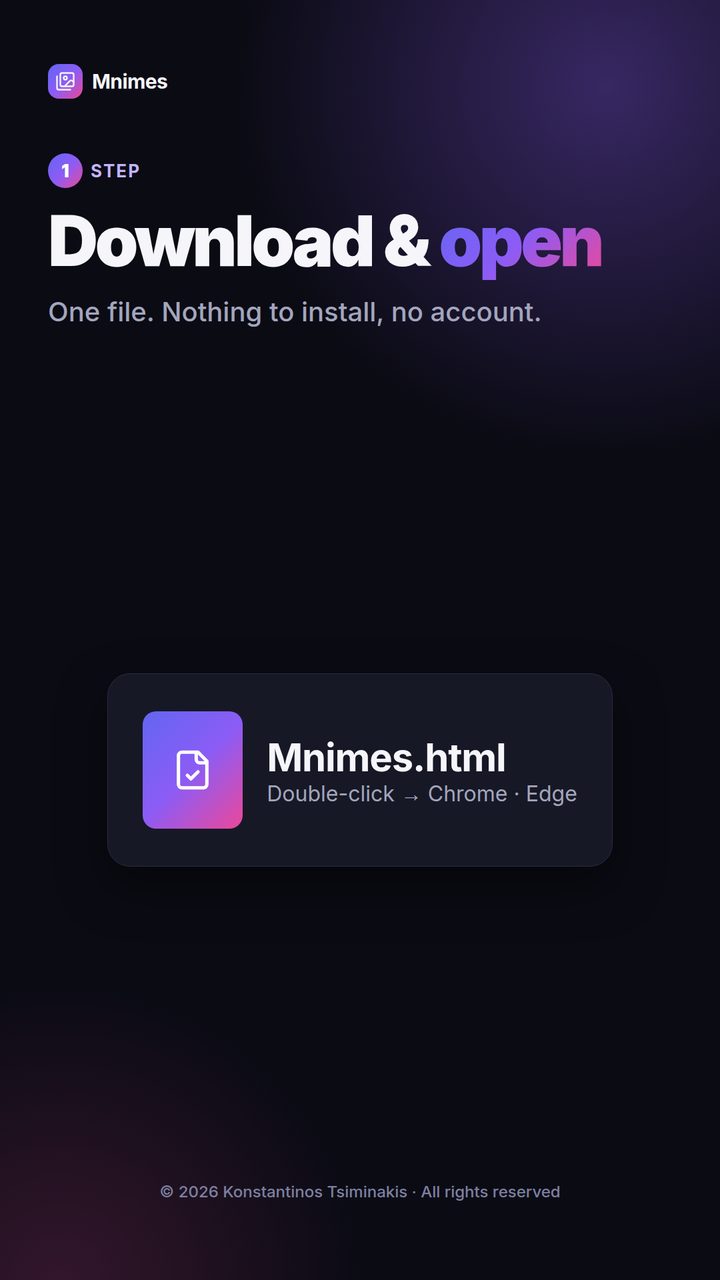 Mnimes
1 STEP
Download & open
One file. Nothing to install, no account.
Mnimes.html
Double-click → Chrome · Edge
© 2026 Konstantinos Tsiminakis · All rights reserved